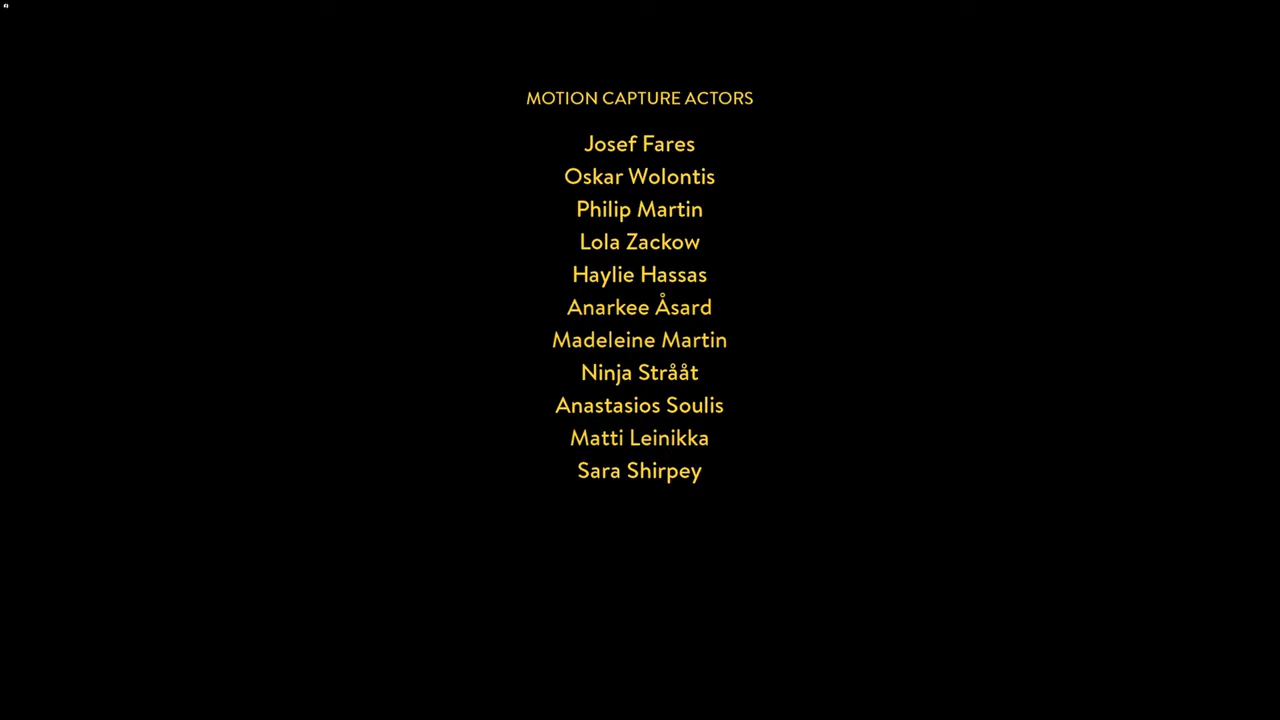 MOTION CAPTURE ACTORS
Josef Fares
Oskar Wolontis
Philip Martin
Lola Zackow
Haylie Hassas
Anarkee Åsard
Madeleine Martin
Ninja Strååt
Anastasios Soulis
Matti Leinikka
Sara Shirpey